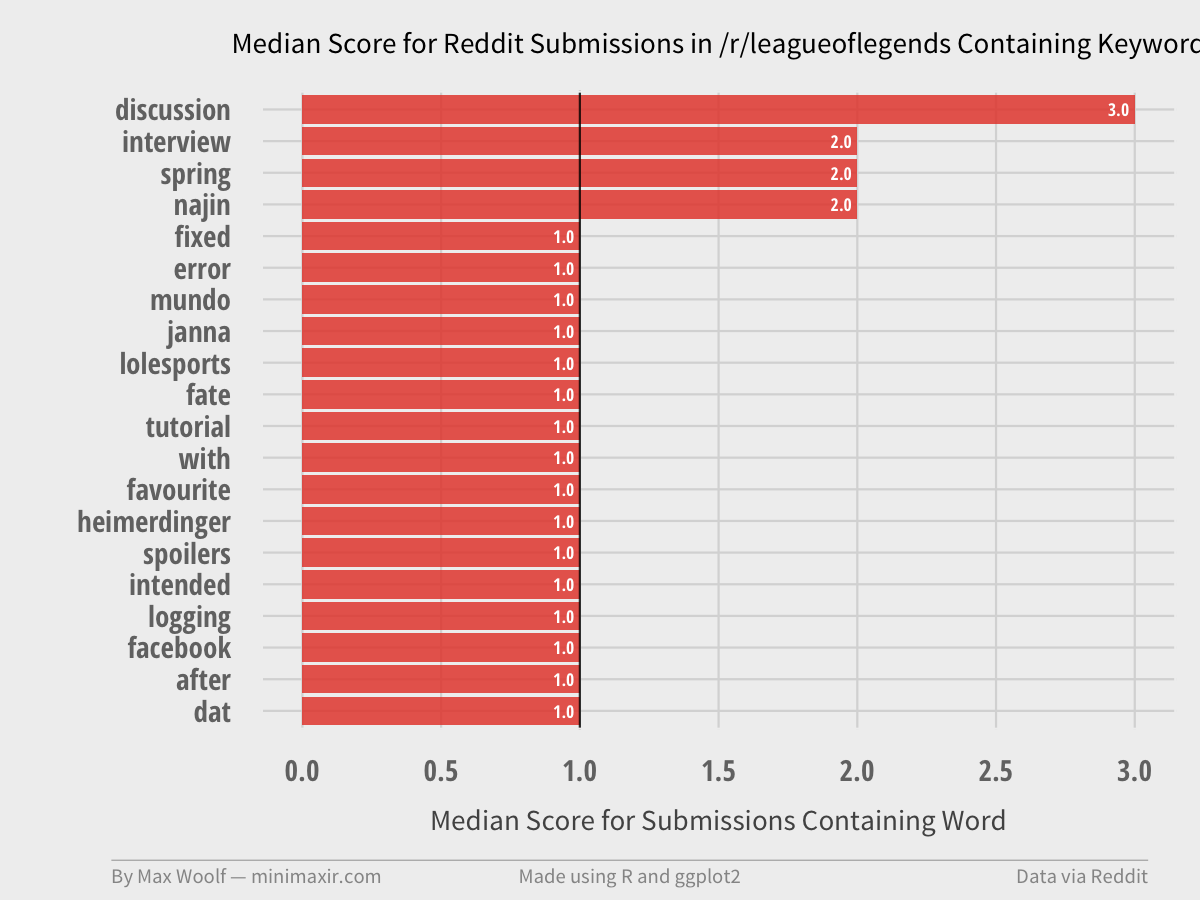 Median Score for Reddit Submissions in /r/leagueoflegends Containing Keyword
discussion 3.0
interview 2.0
spring 2.0
najin 2.0
fixed 1.0
error 1.0
mundo 1.0
janna 1.0
lolesports 1.0
fate 1.0
tutorial 1.0
with 1.0
favourite 1.0
heimerdinger 1.0
spoilers 1.0
intended 1.0
logging 1.0
facebook 1.0
after 1.0
dat 1.0
0.0 0.5 1.0 1.5 2.0 2.5 3.0
Median Score for Submissions Containing Word
By Max Woolf — minimaxir.com Made using R and ggplot2 Data via Reddit